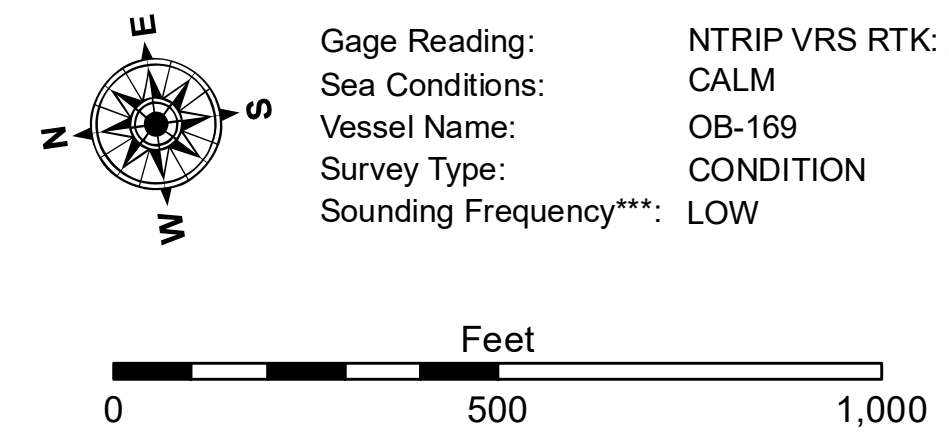 E
N
S
W
Gage Reading: NTRIP VRS RTK:
Sea Conditions: CALM
Vessel Name: OB-169
Survey Type: CONDITION
Sounding Frequency***: LOW
Feet
0 500 1,000